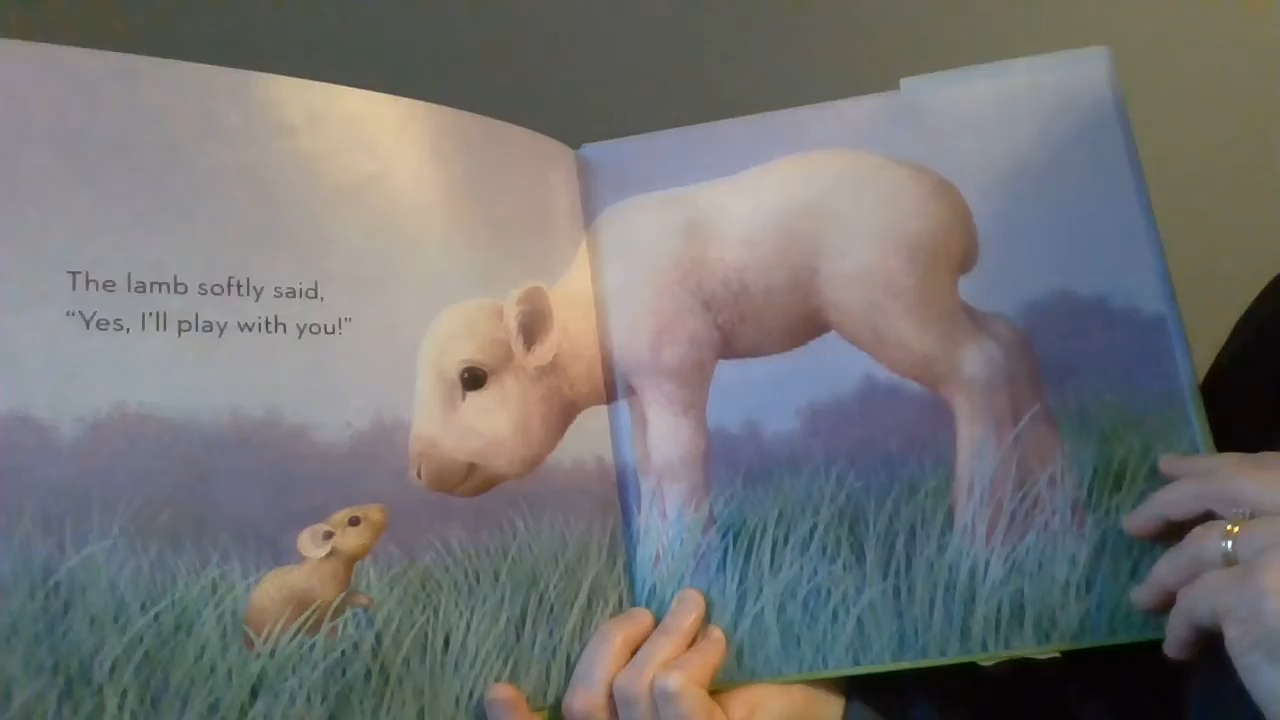 The lamb softly said,
“Yes, I’ll play with you!”